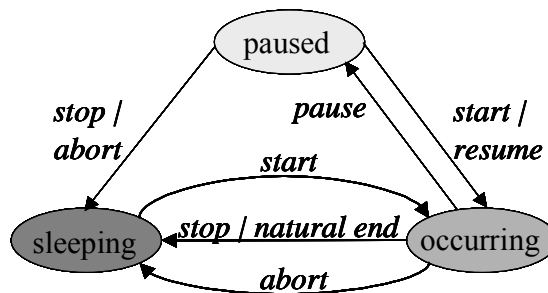 paused
stop |
abort
pause
start |
resume
start
sleeping
stop | natural end
occurring
abort